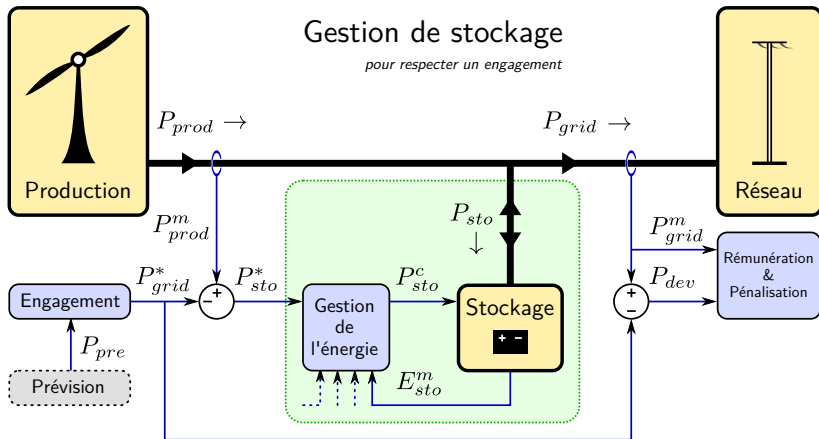 Gestion de stockage
pour respecter un engagement
P_prod →
P_grid →
Production
Réseau
P_sto
↓
P^m_prod
P^m_grid
P^*_grid
P^*_sto
P^c_sto
P_dev
Rémunération
&
Pénalisation
Engagement
− +
Gestion
de
l'énergie
Stockage
+ −
+
−
P_pre
Prévision
E^m_sto